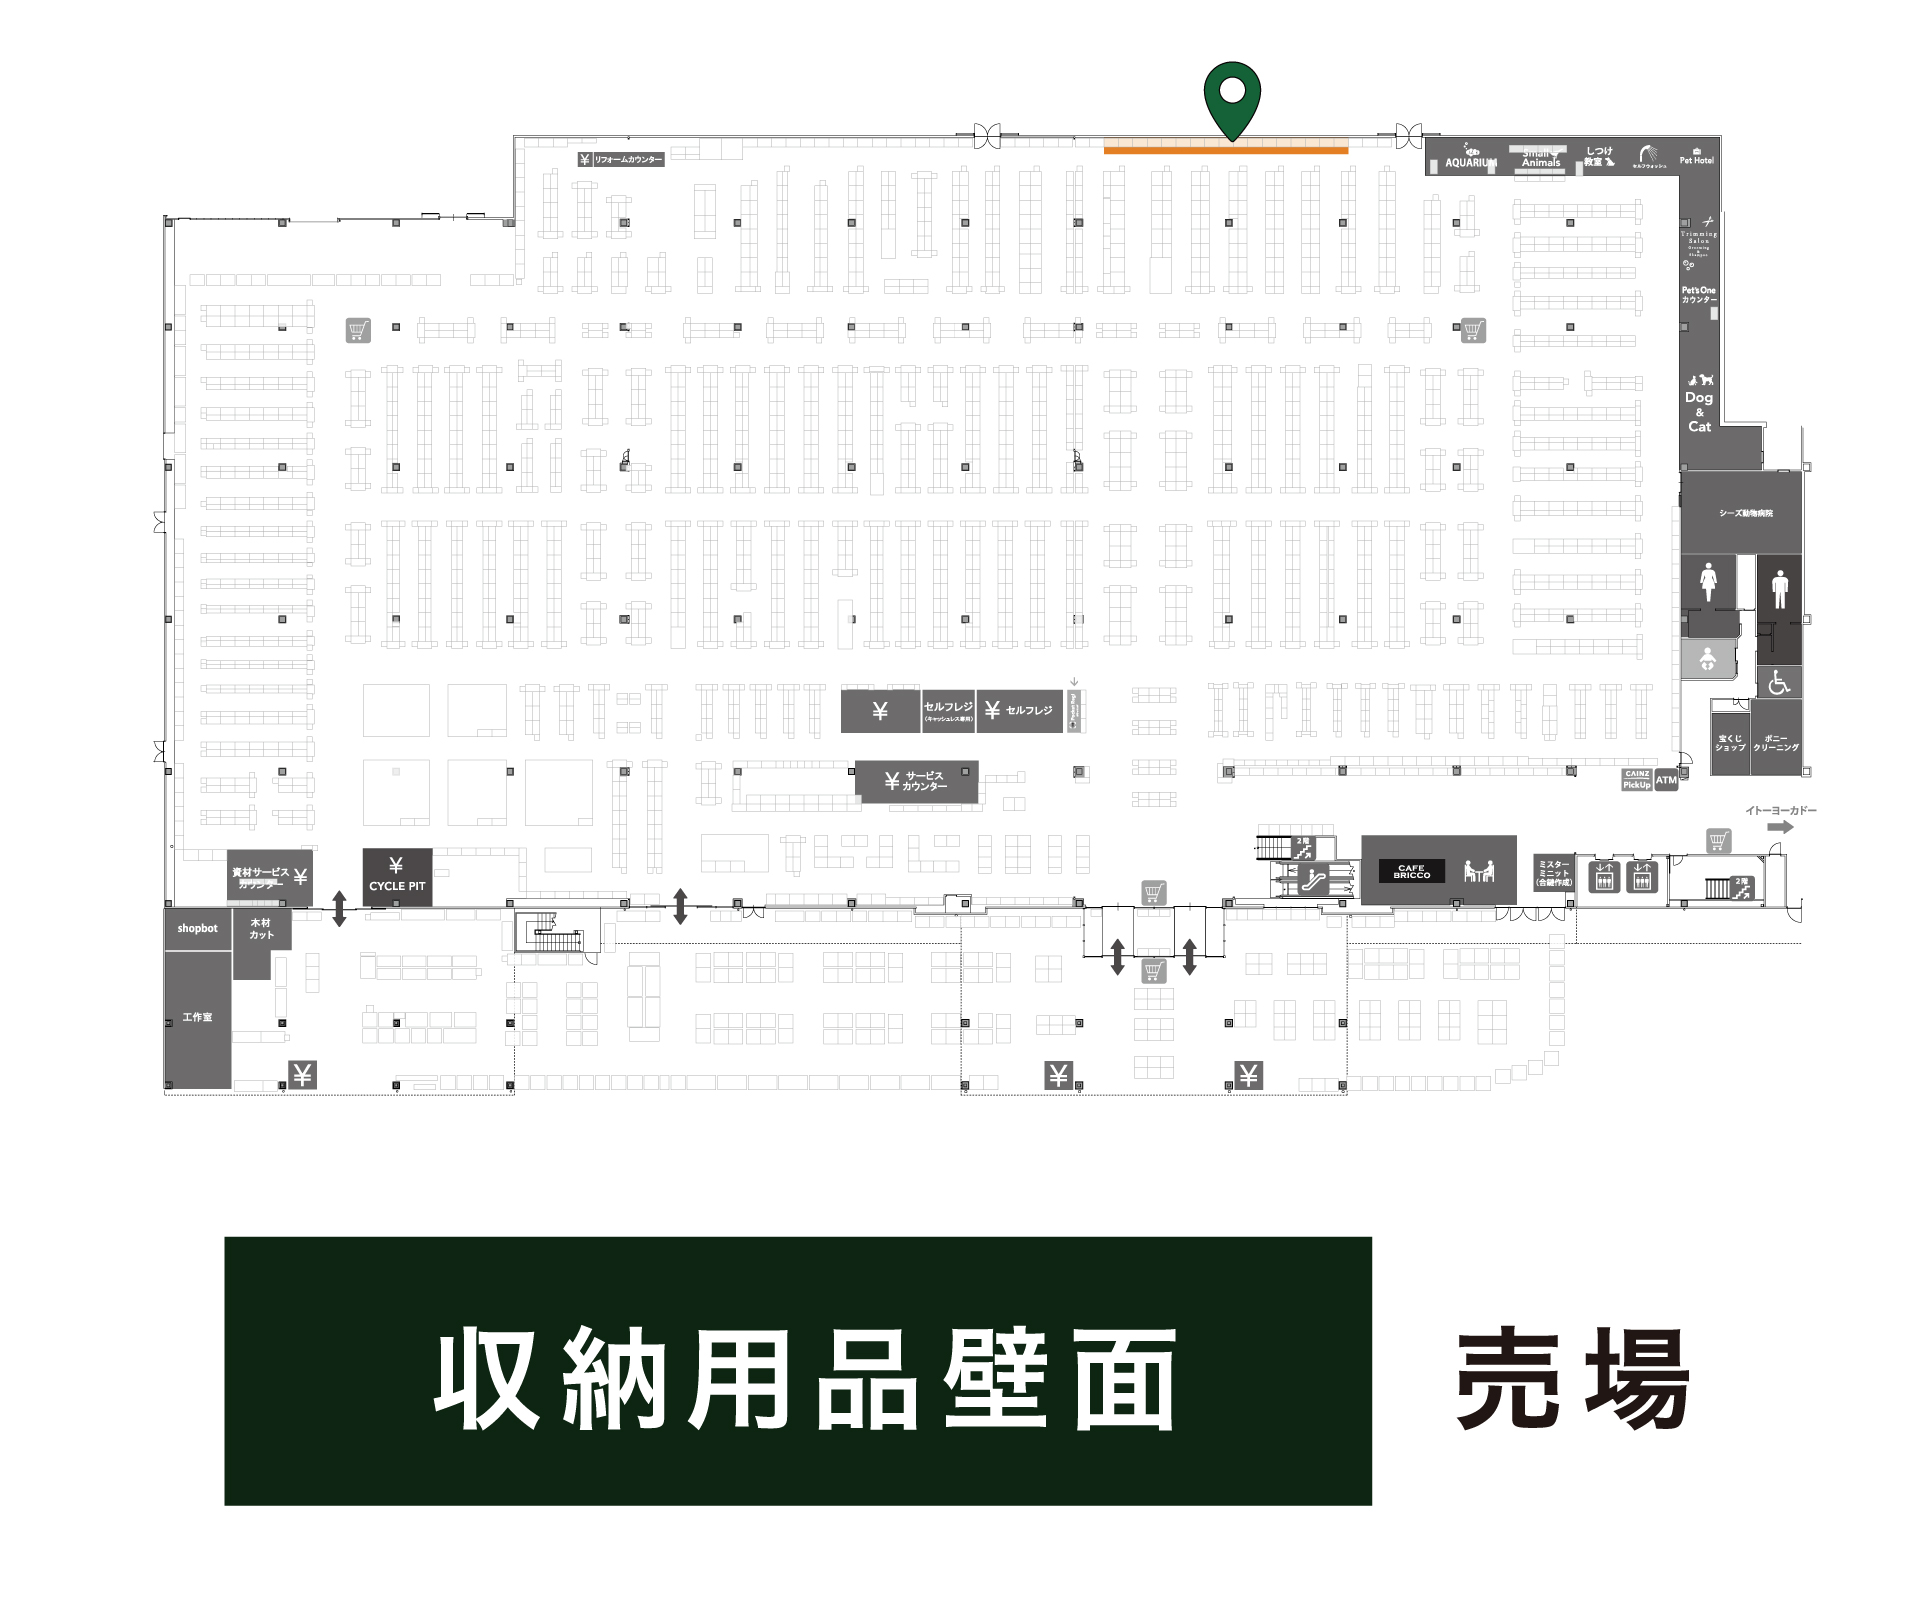 ¥ リフォームカウンター
AQUARIUM
Small
Animals
しつけ
教室
セルフウォッシュ
Pet Hotel
Trimming
Salon
Grooming
&
Shampoo
Pet'sOne
カウンター
Dog
&
Cat
シーズ動物病院
¥
セルフレジ
(キャッシュレス専用)
¥ セルフレジ
¥ サービス
カウンター
宝くじ
ショップ
ポニー
クリーニング
CAINZ
PickUp
ATM
イトーヨーカドー
2階
CAFE
BRICCO
ミスター
ミニット
(合鍵作成)
2階
資材サービス
カウンター
¥
¥
CYCLE PIT
shopbot
木材
カット
工作室
¥
¥
¥
収納用品壁面
売場